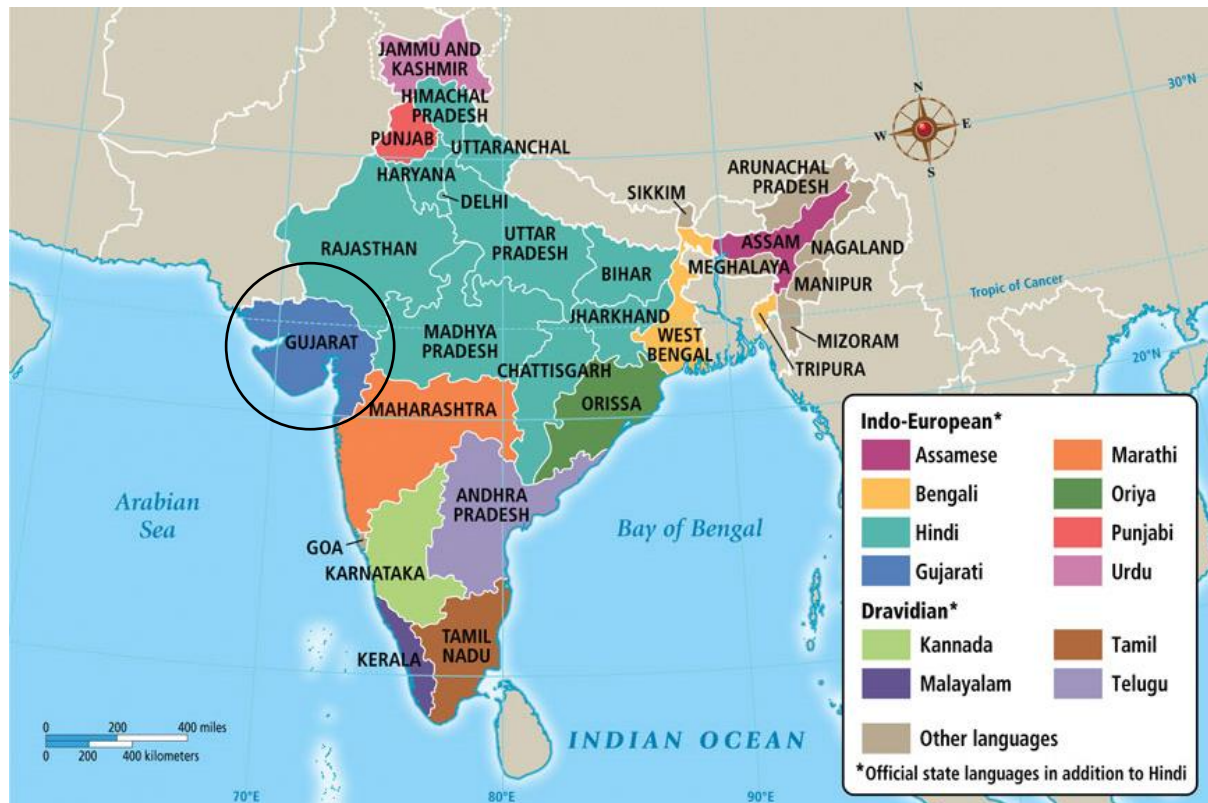 JAMMU AND
KASHMIR
HIMACHAL
PRADESH
PUNJAB
UTTARANCHAL
HARYANA
DELHI
RAJASTHAN
UTTAR
PRADESH
BIHAR
SIKKIM
ARUNACHAL
PRADESH
ASSAM
NAGALAND
MEGHALAYA
MANIPUR
MIZORAM
TRIPURA
GUJARAT
MADHYA
PRADESH
JHARKHAND
WEST
BENGAL
CHATTISGARH
MAHARASHTRA
ORISSA
ANDHRA
PRADESH
GOA
KARNATAKA
KERALA
TAMIL
NADU
Arabian
Sea
Bay of Bengal
INDIAN OCEAN
Tropic of Cancer
30°N
20°N
70°E
80°E
90°E
10°N
N
W
E
S
0 200 400 miles
0 200 400 kilometers
Indo-European*
Assamese
Marathi
Bengali
Oriya
Hindi
Punjabi
Gujarati
Urdu
Dravidian*
Kannada
Tamil
Malayalam
Telugu
Other languages
*Official state languages in addition to Hindi